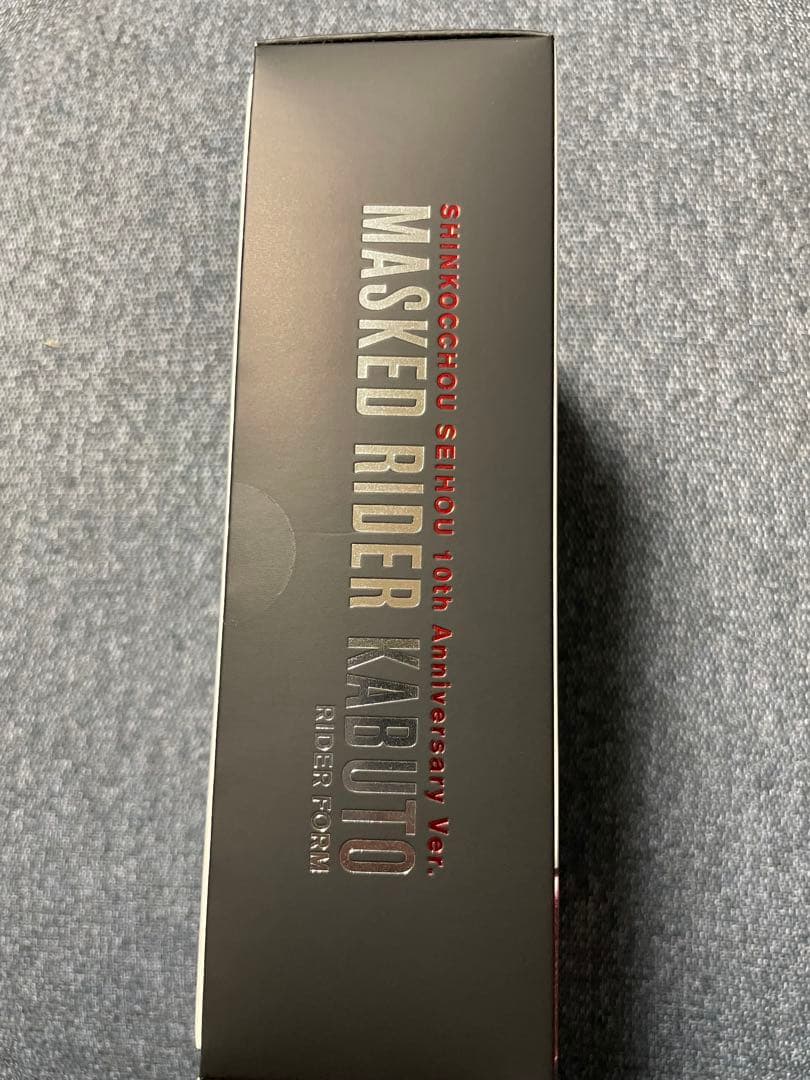 SHINKOCCHOU SEIHOU 10th Anniversary Ver.
MASKED RIDER KABUTO
RIDER FORM